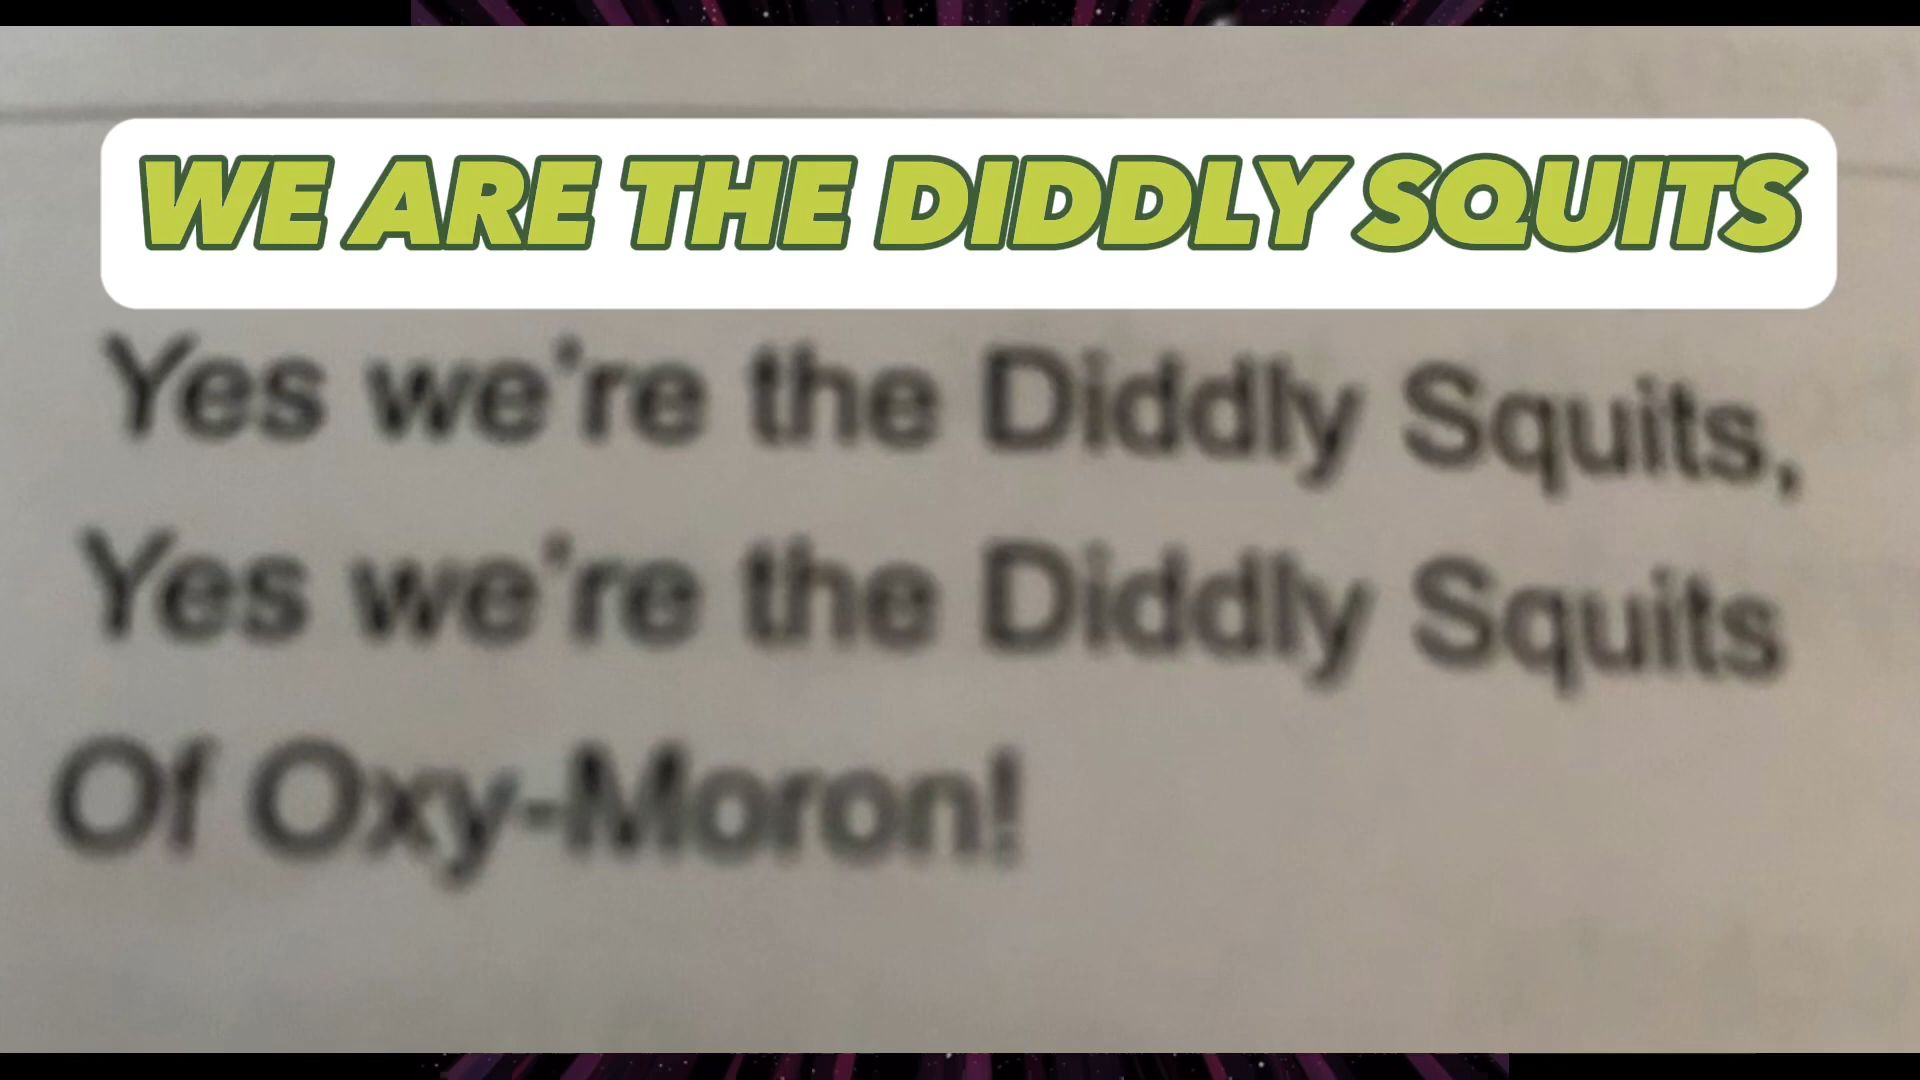 WE ARE THE DIDDLY SQUITS
Yes we're the Diddly Squits,
Yes we're the Diddly Squits
Of Oxy-Moron!